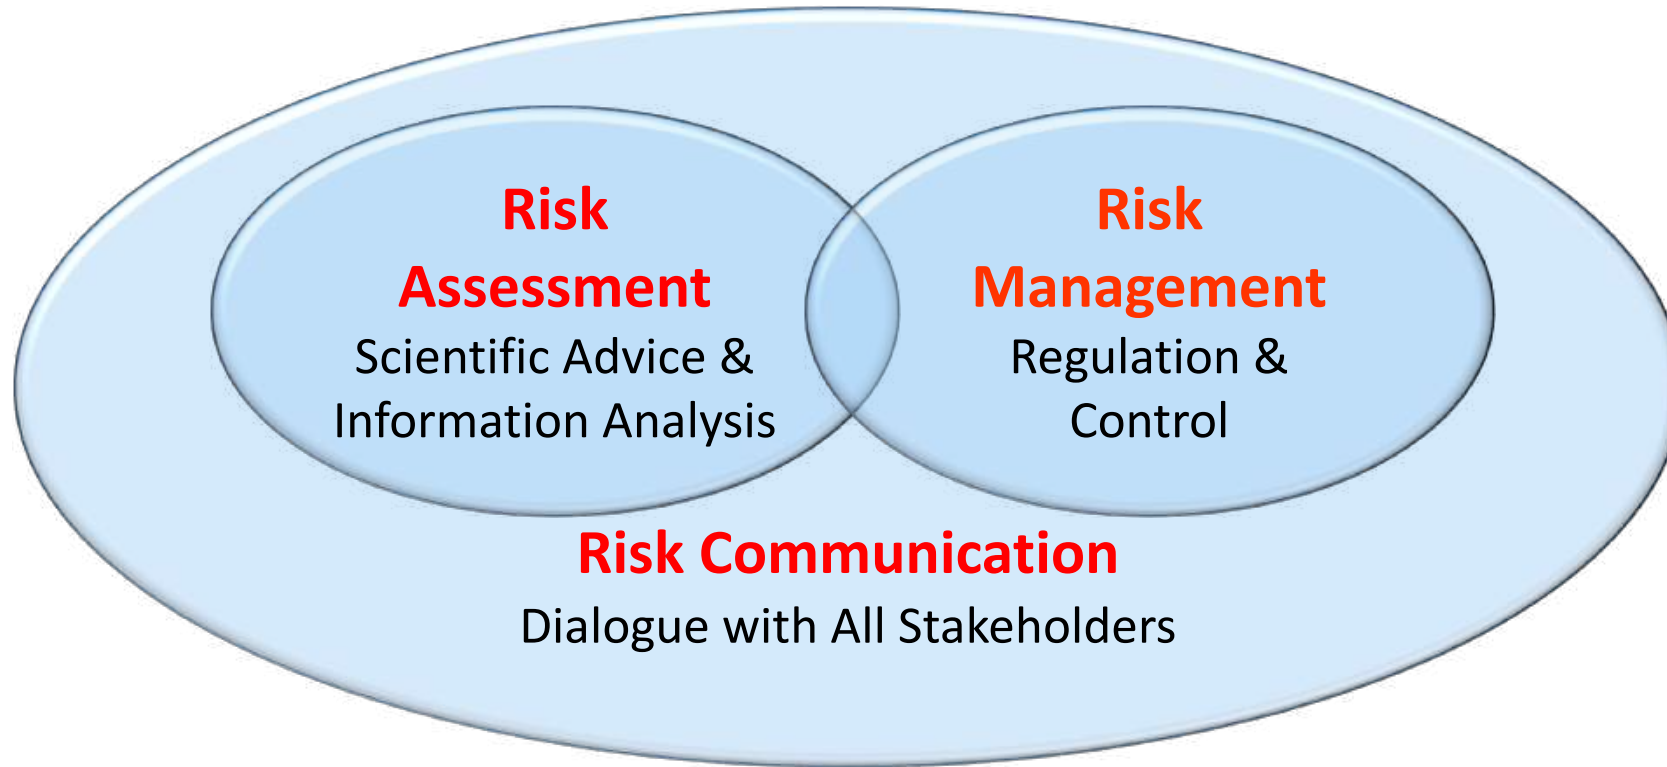 Risk
Assessment
Scientific Advice &
Information Analysis
Risk
Management
Regulation &
Control
Risk Communication
Dialogue with All Stakeholders